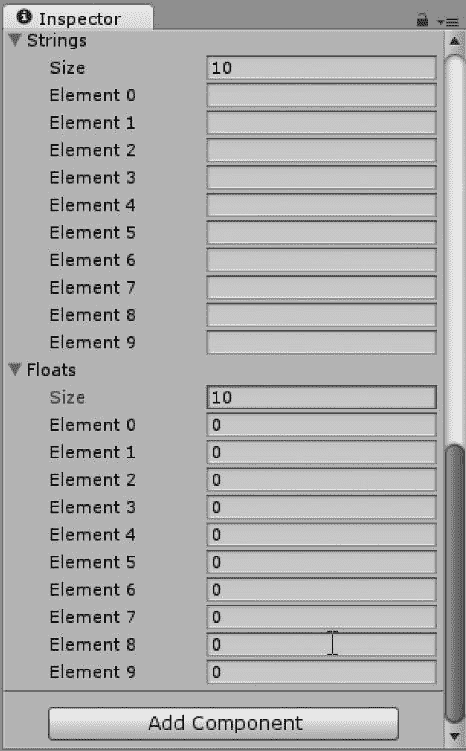 Inspector
Strings
Size 10
Element 0
Element 1
Element 2
Element 3
Element 4
Element 5
Element 6
Element 7
Element 8
Element 9
Floats
Size 10
Element 0 0
Element 1 0
Element 2 0
Element 3 0
Element 4 0
Element 5 0
Element 6 0
Element 7 0
Element 8 0
Element 9 0
Add Component